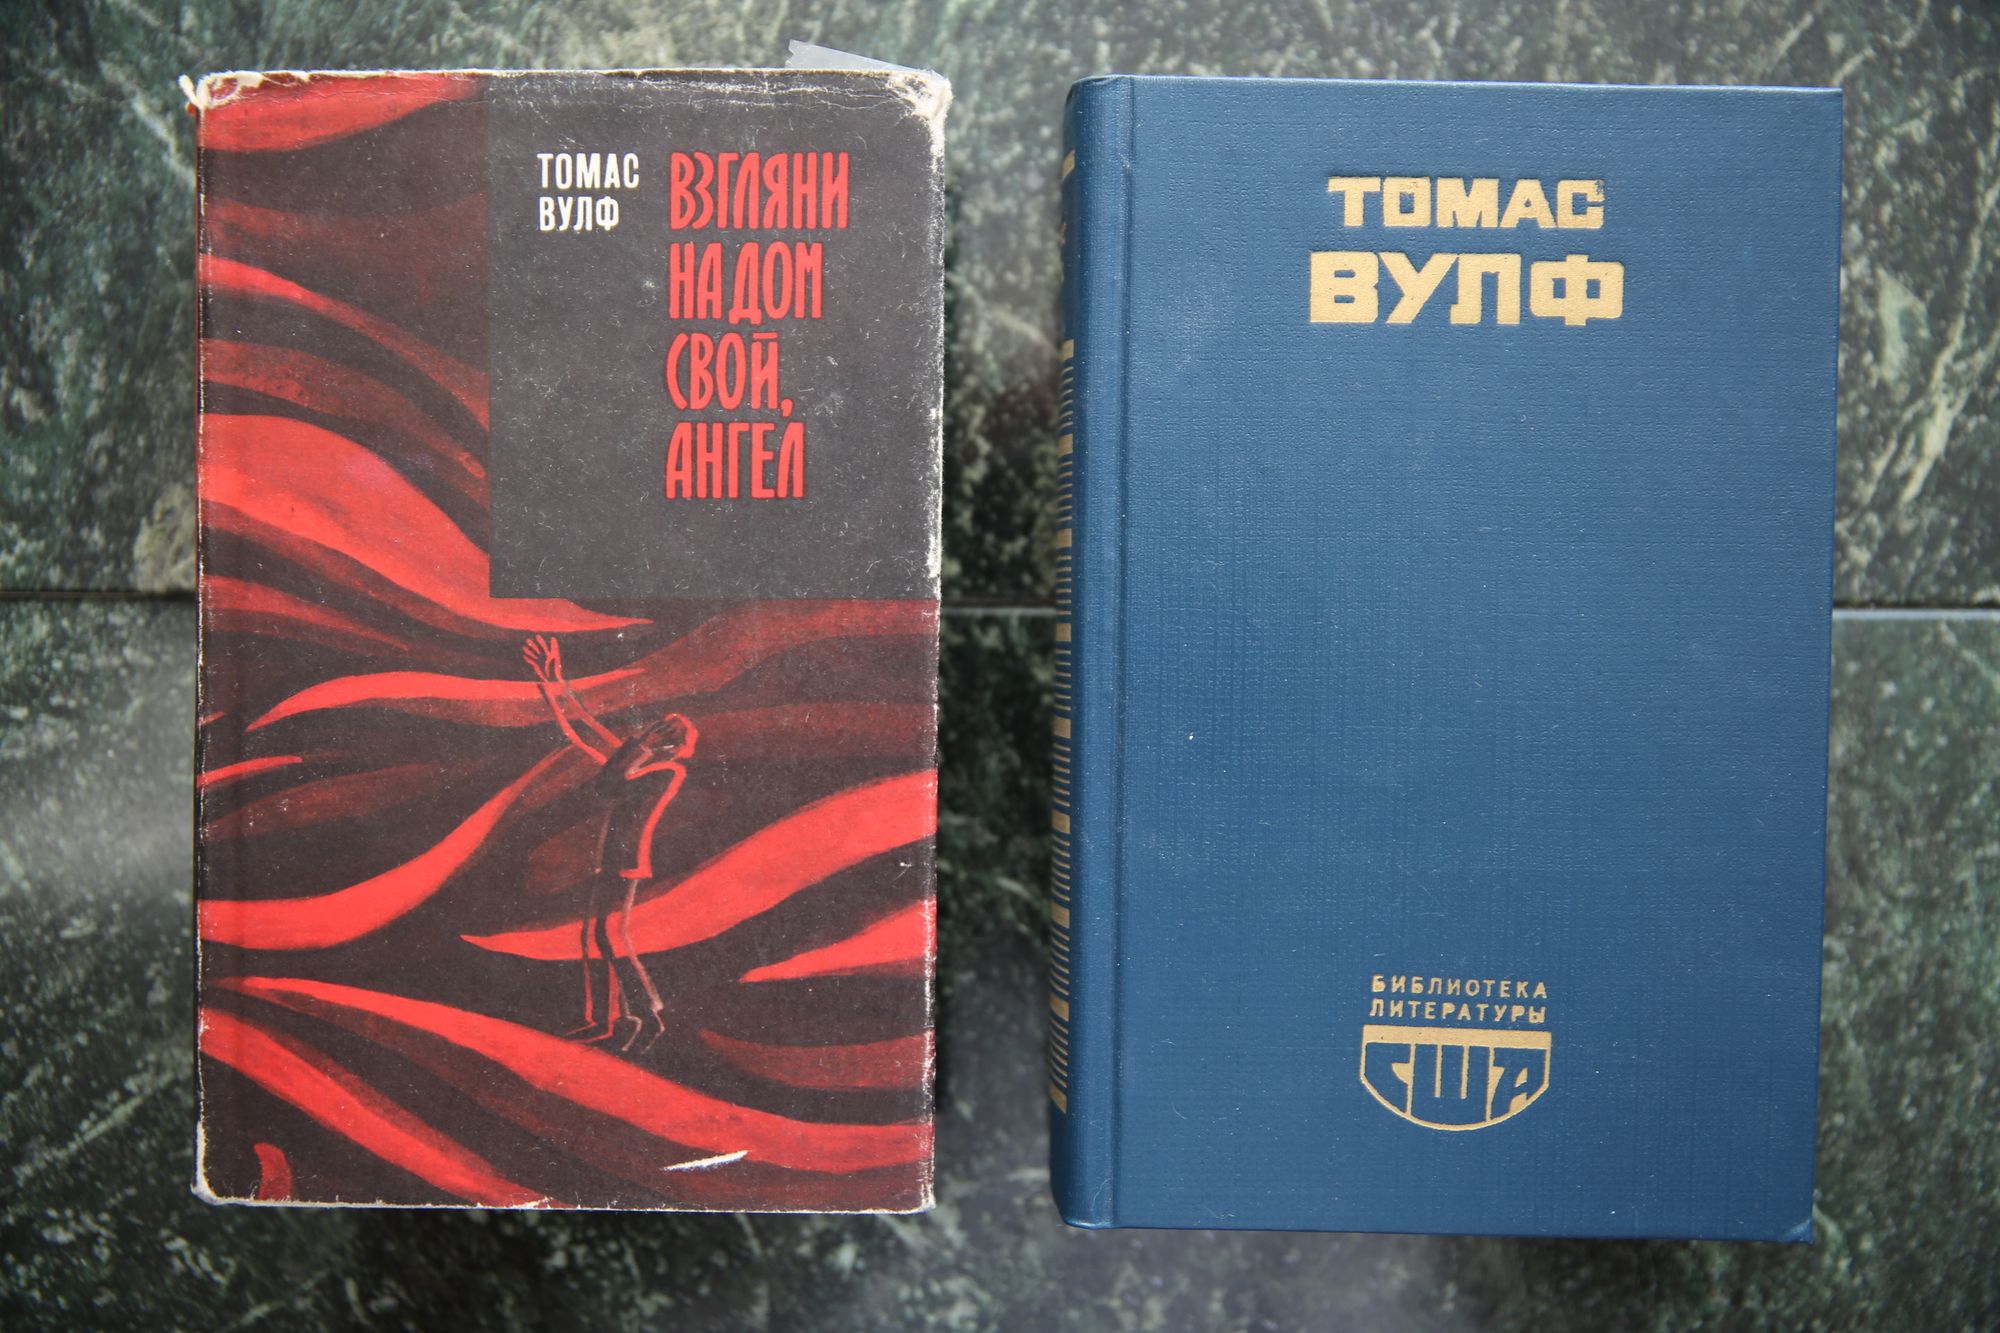 ТОМАС
ВУЛФ
ВЗГЛЯНИ
НА ДОМ
СВОЙ,
АНГЕЛ
ТОМАС
ВУЛФ
БИБЛИОТЕКА
ЛИТЕРАТУРЫ
США